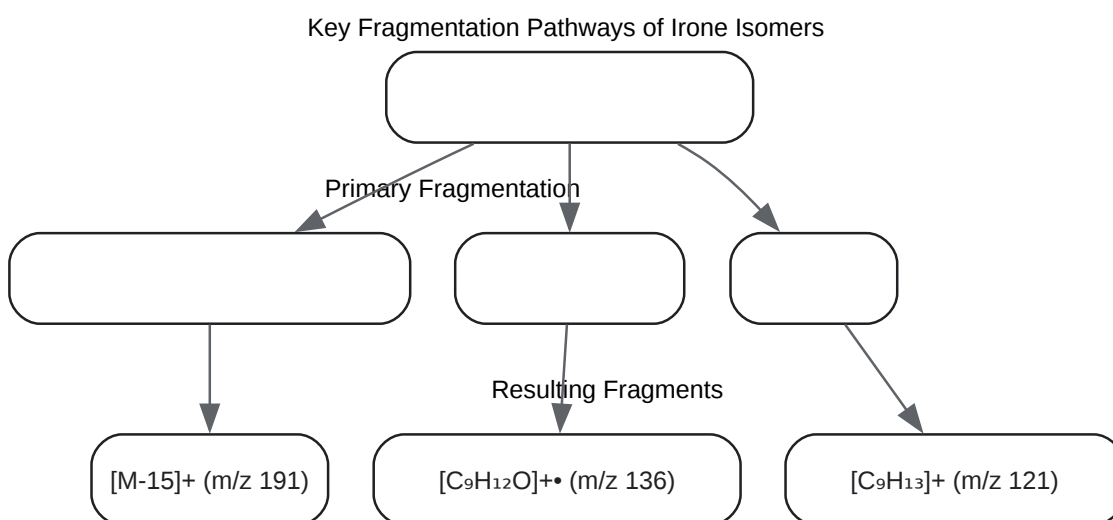 Key Fragmentation Pathways of Irone Isomers
Primary Fragmentation
Resulting Fragments
[M-15]+ (m/z 191)
[C₉H₁₂O]+• (m/z 136)
[C₉H₁₃]+ (m/z 121)